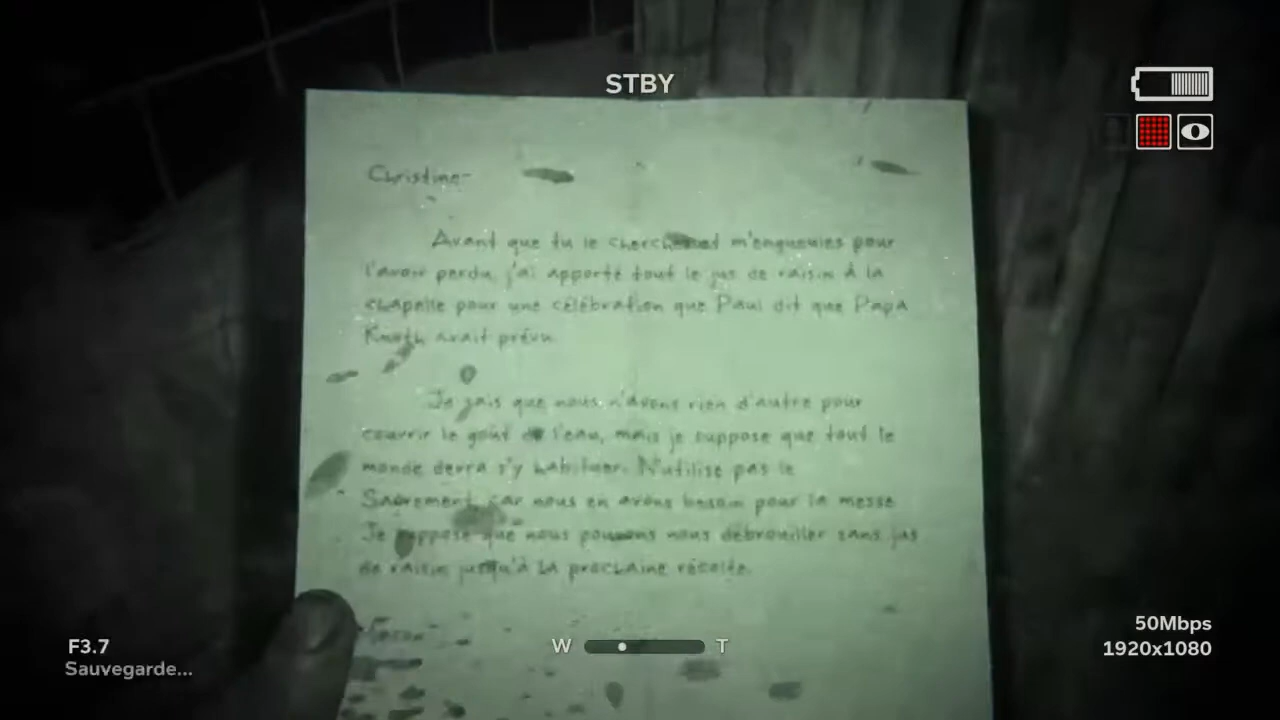 STBY
Christine-
Avant que tu le cherches et m'engueules pour
l'avoir perdu, j'ai apporté tout le jus de raisin à la
chapelle pour une célébration que Paul dit que Papa
Knoth avait prévu.
Je sais que nous n'avons rien d'autre pour
couvrir le goût de l'eau, mais je suppose que tout le
monde devra s'y habituer. N'utilise pas le
Sacrement, car nous en avons besoin pour la messe
Je suppose que nous pouvons nous débrouiller sans jus
de raisin jusqu'à la prochaine récolte.
F3.7
Sauvegarde...
W T
50Mbps
1920x1080